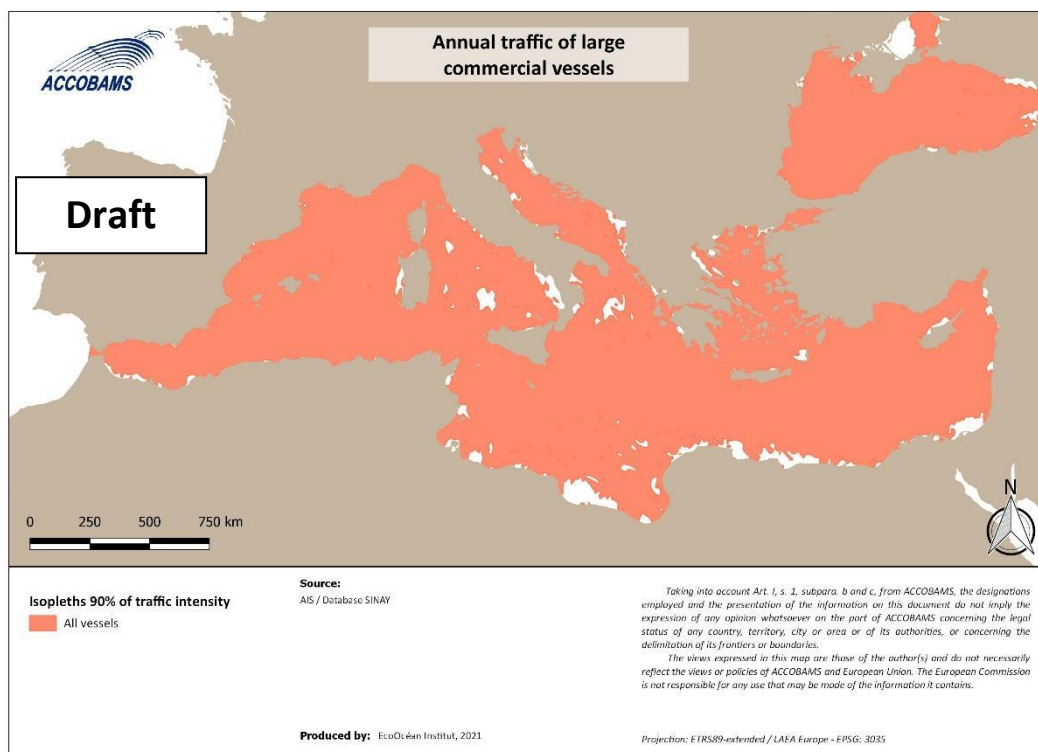 ACCOBAMS
Annual traffic of large
commercial vessels
Draft
N
0 250 500 750 km
Isopleths 90% of traffic intensity
All vessels
Source:
AIS / Database SINAY
Produced by: EcoOcéan Institut, 2021
Taking into account Art. I, s. 1, subpara. b and c, from ACCOBAMS, the designations
employed and the presentation of the information on this document do not imply the
expression of any opinion whatsoever on the part of ACCOBAMS concerning the legal
status of any country, territory, city or area or of its authorities, or concerning the
delimitation of its frontiers or boundaries.
The views expressed in this map are those of the author(s) and do not necessarily
reflect the views or policies of ACCOBAMS and European Union. The European Commission
is not responsible for any use that may be made of the information it contains.
Projection: ETRS89-extended / LAEA Europe - EPSG: 3035